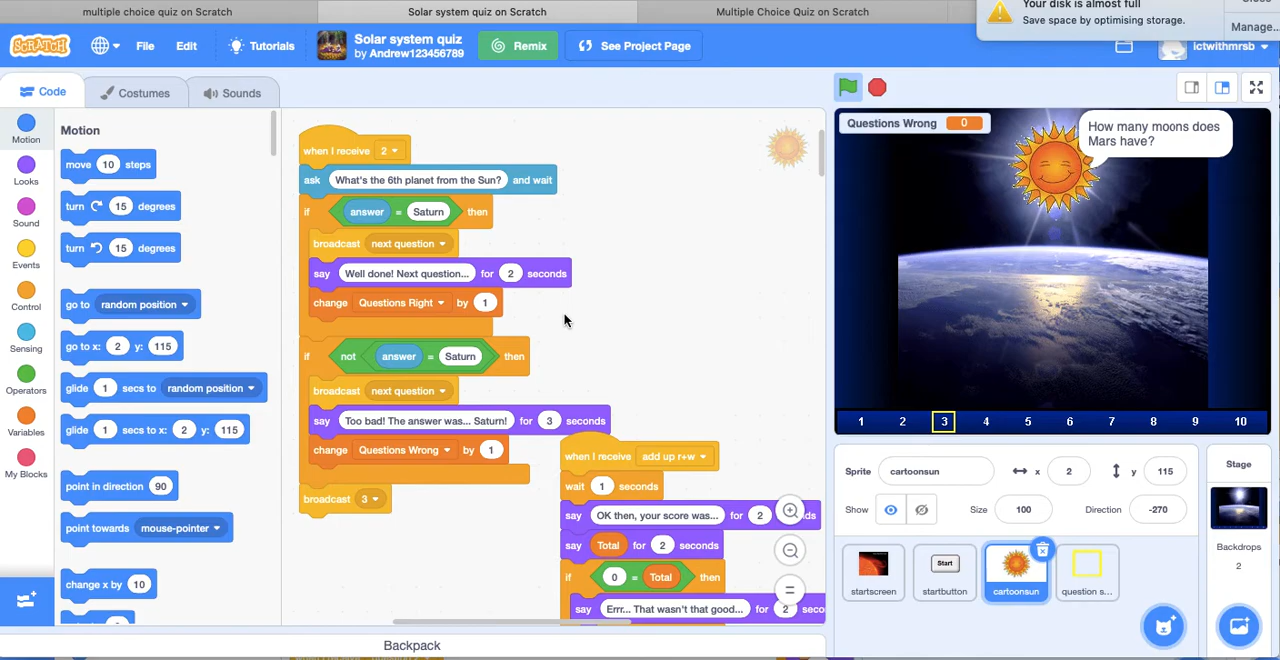 multiple choice quiz on Scratch
Solar system quiz on Scratch
Multiple Choice Quiz on Scratch
Your disk is almost full
Save space by optimising storage.
Manage...
SCRATCH
File
Edit
Tutorials
Solar system quiz
by Andrew123456789
Remix
See Project Page
ictwithmrsb
Code
Costumes
Sounds
Motion
Looks
Sound
Events
Control
Sensing
Operators
Variables
My Blocks
Motion
move 10 steps
turn 15 degrees
turn 15 degrees
go to random position
go to x: 2 y: 115
glide 1 secs to random position
glide 1 secs to x: 2 y: 115
point in direction 90
point towards mouse-pointer
change x by 10
when I receive 2
ask What's the 6th planet from the Sun? and wait
if answer = Saturn then
broadcast next question
say Well done! Next question... for 2 seconds
change Questions Right by 1
if not answer = Saturn then
broadcast next question
say Too bad! The answer was... Saturn! for 3 seconds
change Questions Wrong by 1
broadcast 3
when I receive add up r+w
wait 1 seconds
say OK then, your score was... for 2 ds
say Total for 2 seconds
if 0 = Total then
say Errr... That wasn't that good... for 2 seco
Backpack
Questions Wrong 0
How many moons does
Mars have?
1 2 3 4 5 6 7 8 9 10
Sprite cartoonsun x 2 y 115
Show Size 100 Direction -270
startscreen
Start
startbutton
cartoonsun
question s...
Stage
Backdrops
2